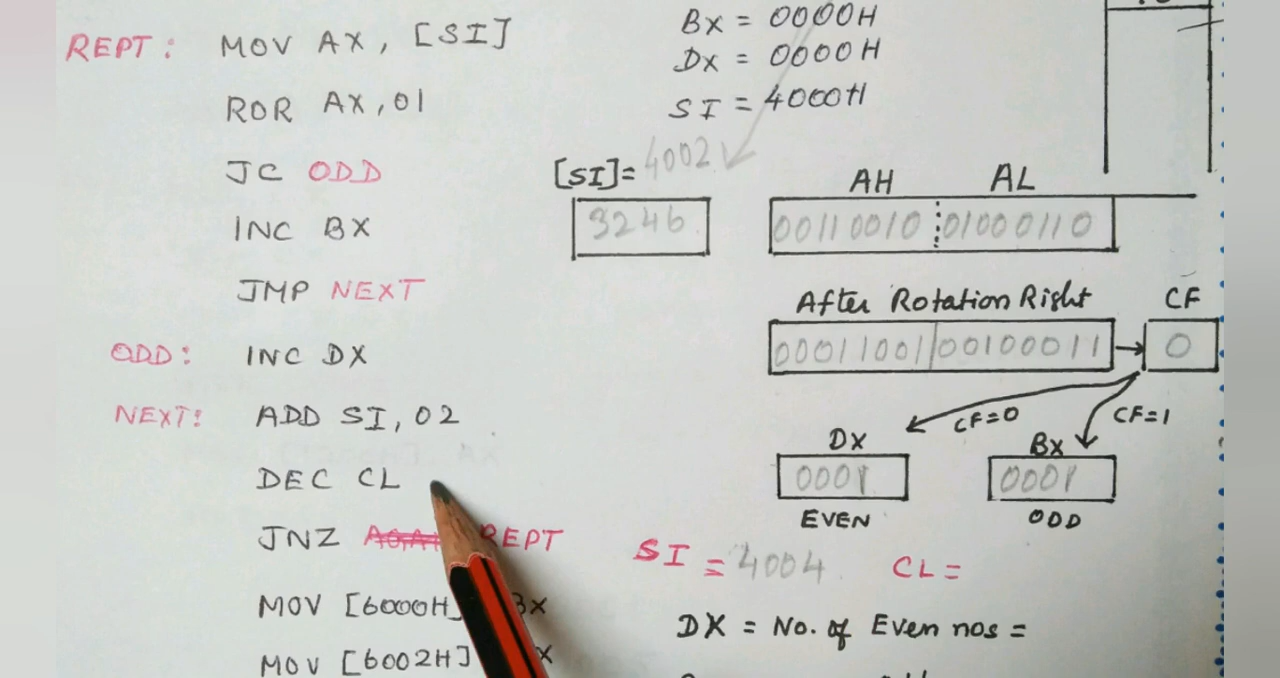 REPT: MOV AX, [SI]
ROR AX, 01
JC ODD
INC BX
JMP NEXT
ODD: INC DX
NEXT: ADD SI, 02
DEC CL
JNZ REPT
MOV [6000H] BX
MOV [6002H]
BX = 0000H
DX = 0000H
SI = 4000H
[SI]= 4002
3246
AH AL
00110010 01000110
After Rotation Right CF
00011001 00100011 0
CF=0 CF=1
DX BX
0001 0001
EVEN ODD
SI = 4004 CL =
DX = No. of Even nos =